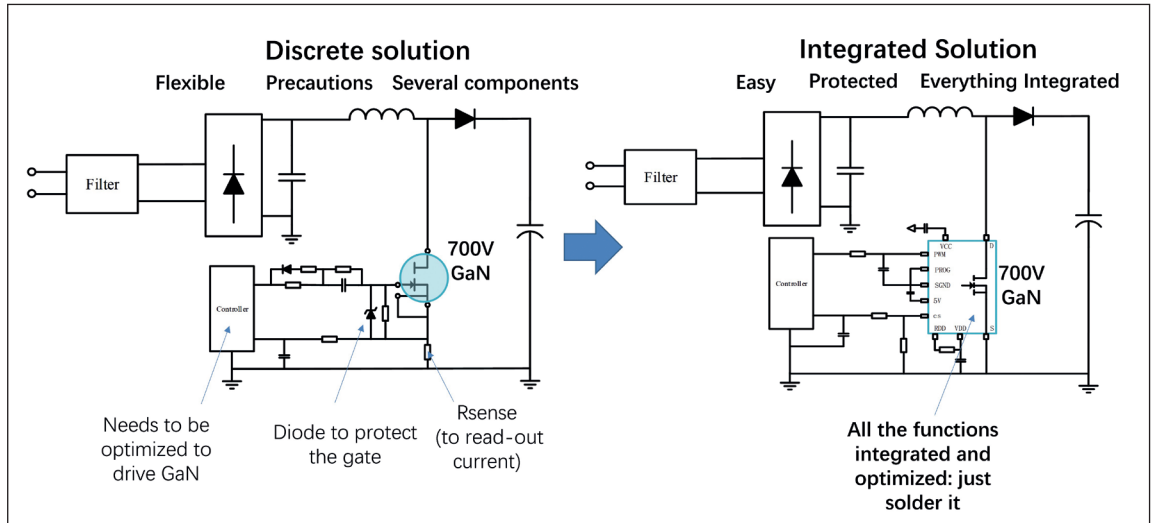 Discrete solution
Flexible Precautions Several components
Filter
700V
GaN
Controller
Needs to be
optimized to
drive GaN
Diode to protect
the gate
Rsense
(to read-out
current)
Integrated Solution
Easy Protected Everything Integrated
Filter
Controller
VCC
D
PWM
PROG
SGND
5V
CS
RDD VDD S
700V
GaN
All the functions
integrated and
optimized: just
solder it